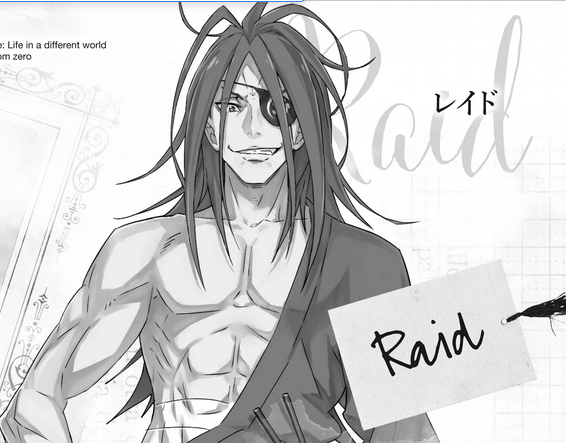 e: Life in a different world
om zero
Raid
レイド
Raid